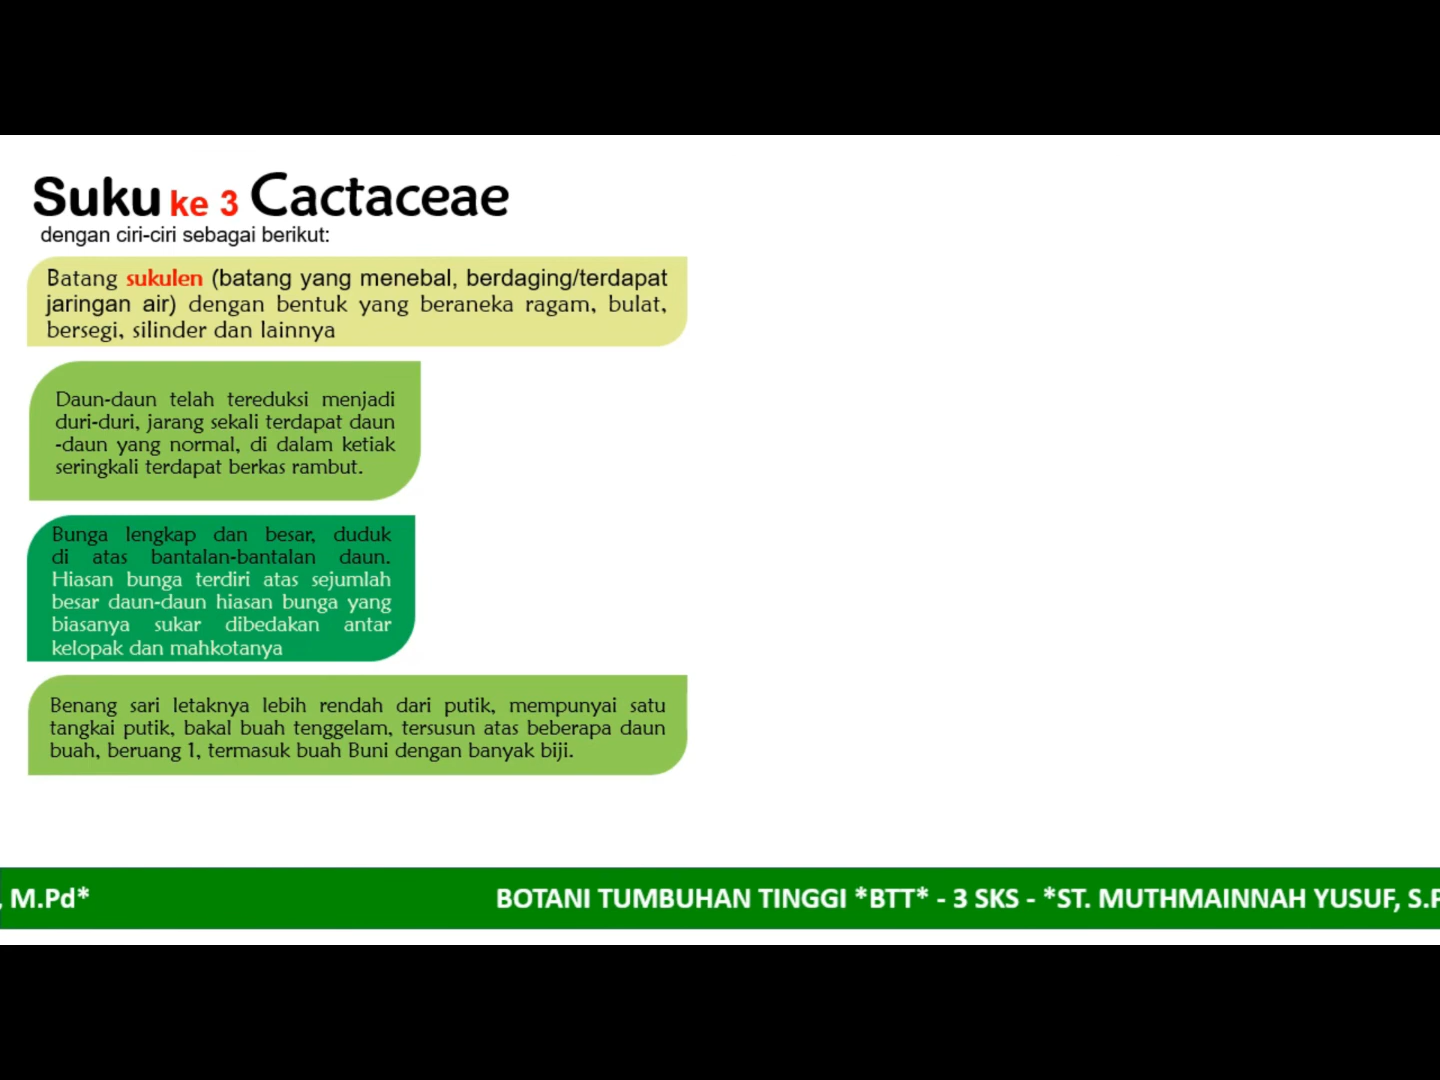 Suku ke 3 Cactaceae
dengan ciri-ciri sebagai berikut:
Batang sukulen (batang yang menebal, berdaging/terdapat
jaringan air) dengan bentuk yang beraneka ragam, bulat,
bersegi, silinder dan lainnya
Daun-daun telah tereduksi menjadi
duri-duri, jarang sekali terdapat daun
-daun yang normal, di dalam ketiak
seringkali terdapat berkas rambut.
Bunga lengkap dan besar, duduk
di atas bantalan-bantalan daun.
Hiasan bunga terdiri atas sejumlah
besar daun-daun hiasan bunga yang
biasanya sukar dibedakan antar
kelopak dan mahkotanya
Benang sari letaknya lebih rendah dari putik, mempunyai satu
tangkai putik, bakal buah tenggelam, tersusun atas beberapa daun
buah, beruang 1, termasuk buah Buni dengan banyak biji.
, M.Pd* BOTANI TUMBUHAN TINGGI *BTT* - 3 SKS - *ST. MUTHMAINNAH YUSUF, S.P